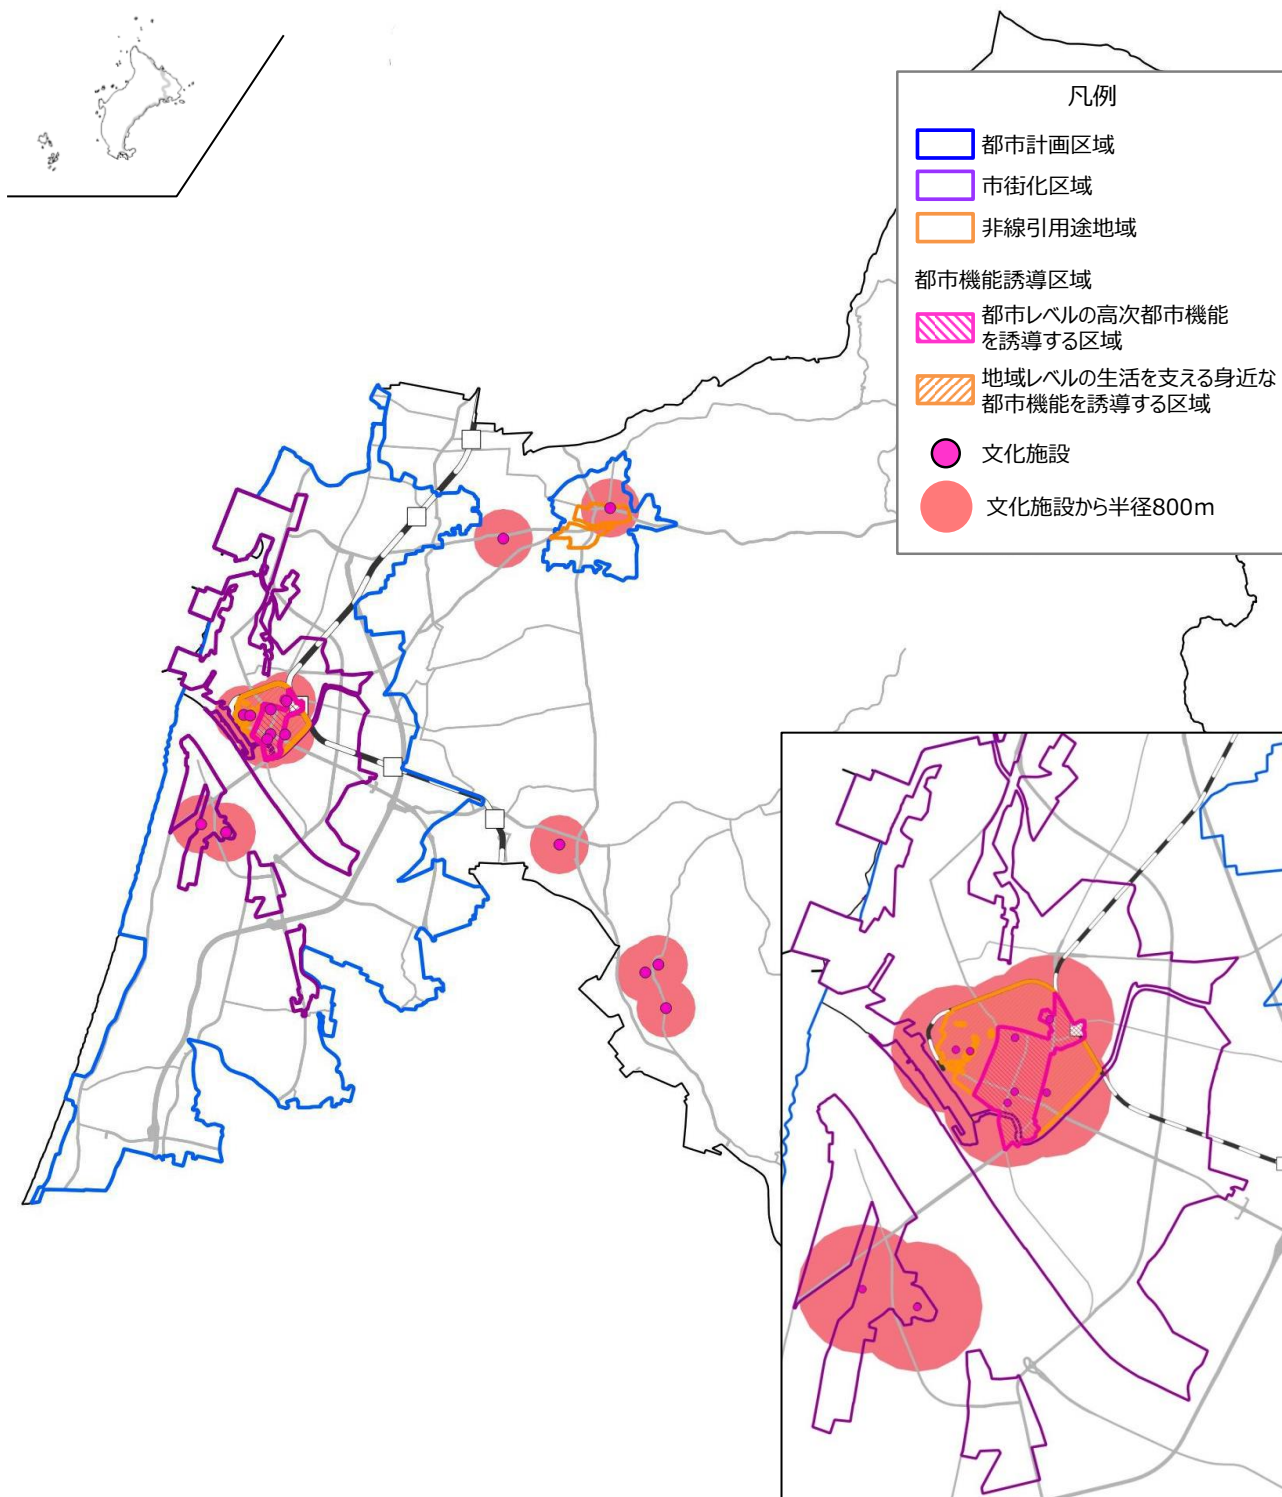 凡例
都市計画区域
市街化区域
非線引用途地域
都市機能誘導区域
都市レベルの高次都市機能
を誘導する区域
地域レベルの生活を支える身近な
都市機能を誘導する区域
文化施設
文化施設から半径800m